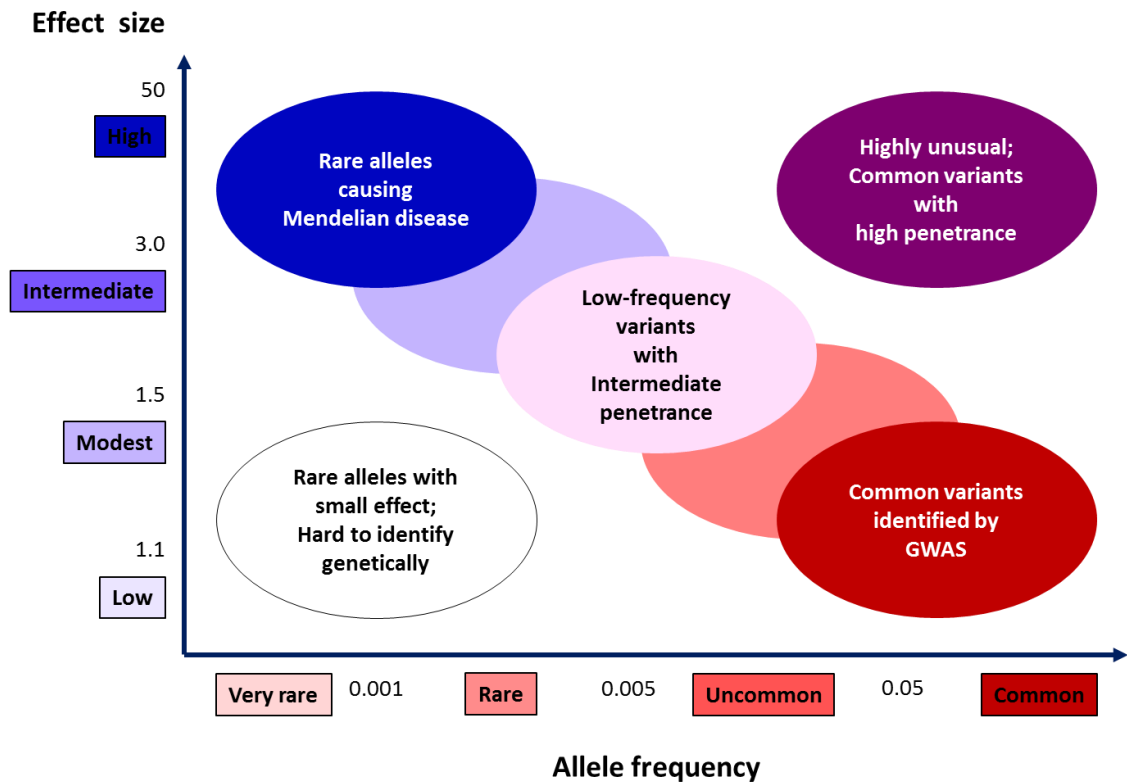 Effect size
50
High
3.0
Intermediate
1.5
Modest
1.1
Low
Rare alleles
causing
Mendelian disease
Highly unusual;
Common variants
with
high penetrance
Low-frequency
variants
with
Intermediate
penetrance
Rare alleles with
small effect;
Hard to identify
genetically
Common variants
identified by
GWAS
Very rare 0.001 Rare 0.005 Uncommon 0.05 Common
Allele frequency